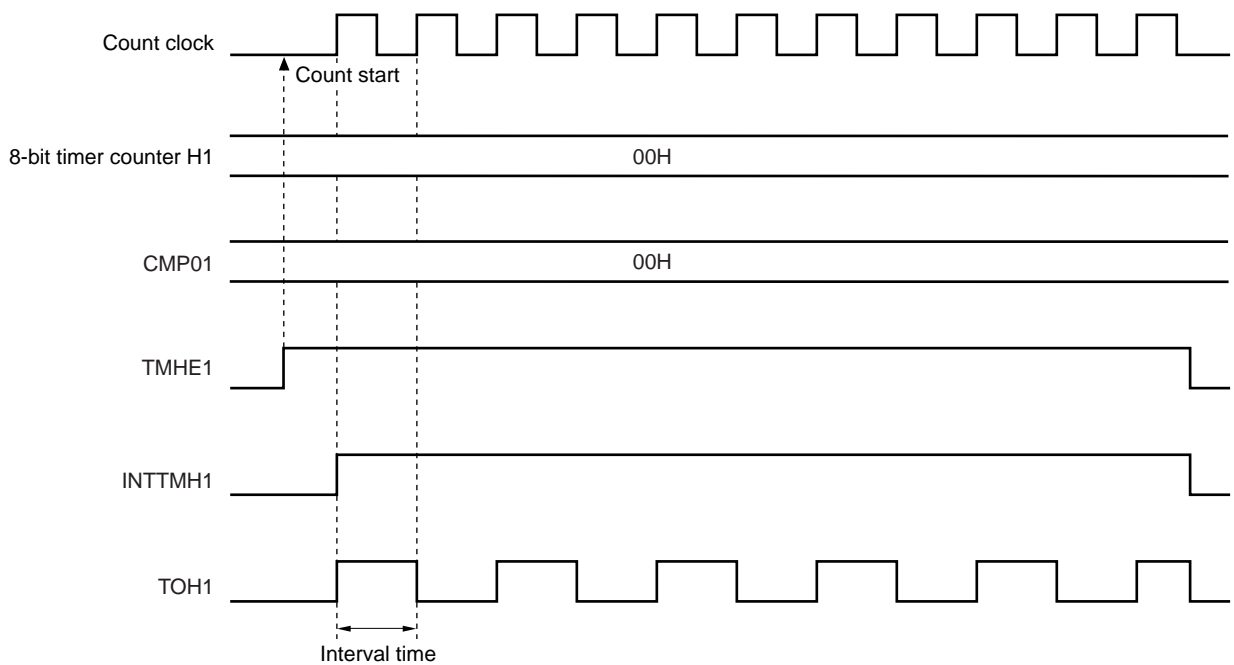 Count clock
Count start
8-bit timer counter H1
00H
CMP01
00H
TMHE1
INTTMH1
TOH1
Interval time